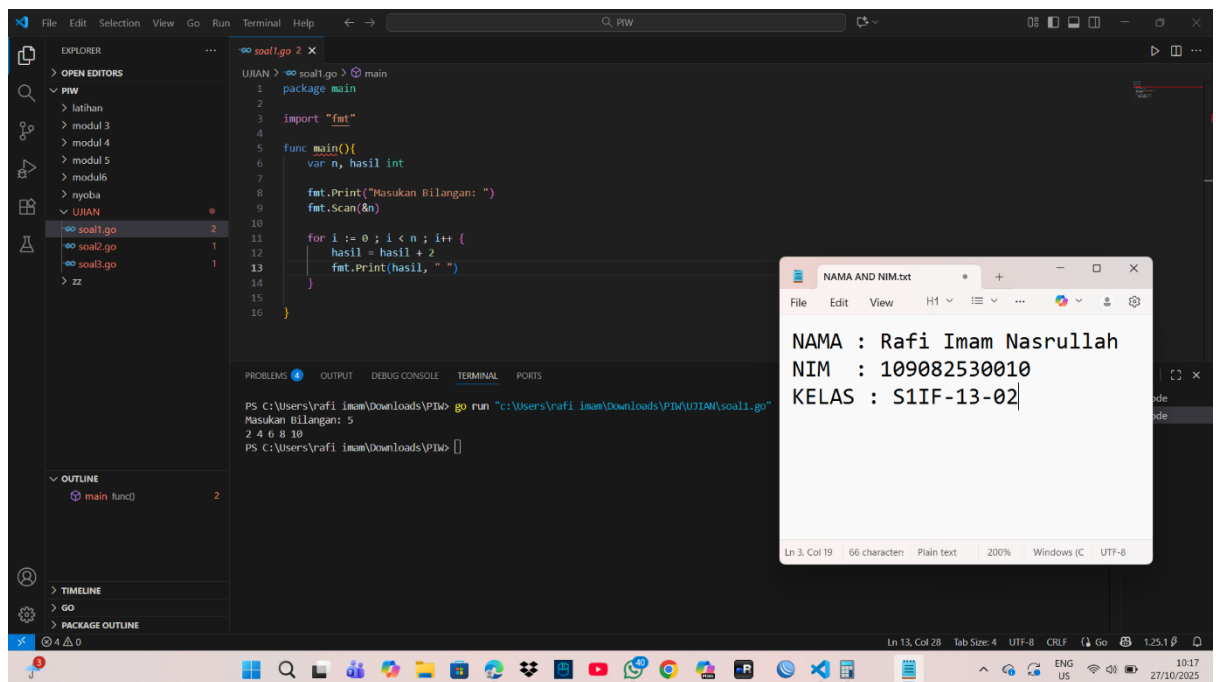 File Edit Selection View Go Run Terminal Help PIW
EXPLORER
soal1.go 2
OPEN EDITORS
PIW
latihan
modul 3
modul 4
modul 5
modul6
nyoba
UJIAN
soal1.go 2
soal2.go 1
soal3.go 1
zz
UJIAN > soal1.go > main
1 package main
2
3 import "fmt"
4
5 func main(){
6 var n, hasil int
7
8 fmt.Print("Masukan Bilangan: ")
9 fmt.Scan(&n)
10
11 for i := 0 ; i < n ; i++ {
12 hasil = hasil + 2
13 fmt.Print(hasil, " ")
14 }
15
16 }
NAMA AND NIM.txt
File Edit View H1
NAMA : Rafi Imam Nasrullah
NIM : 109082530010
KELAS : S1IF-13-02
Ln 3, Col 19 Plain text 200% Windows (C UTF-8
PROBLEMS 4 OUTPUT DEBUG CONSOLE TERMINAL PORTS
PS C:\Users\rafi imam\Downloads\PIW> go run "c:\Users\rafi imam\Downloads\PIW\UJIAN\soal1.go"
Masukan Bilangan: 5
2 4 6 8 10
PS C:\Users\rafi imam\Downloads\PIW>
OUTLINE
main func() 2
TIMELINE
GO
PACKAGE OUTLINE
4 0
Ln 13, Col 28 Tab Size: 4 UTF-8 CRLF Go 1.25.1
ENG
US
10:17
27/10/2025